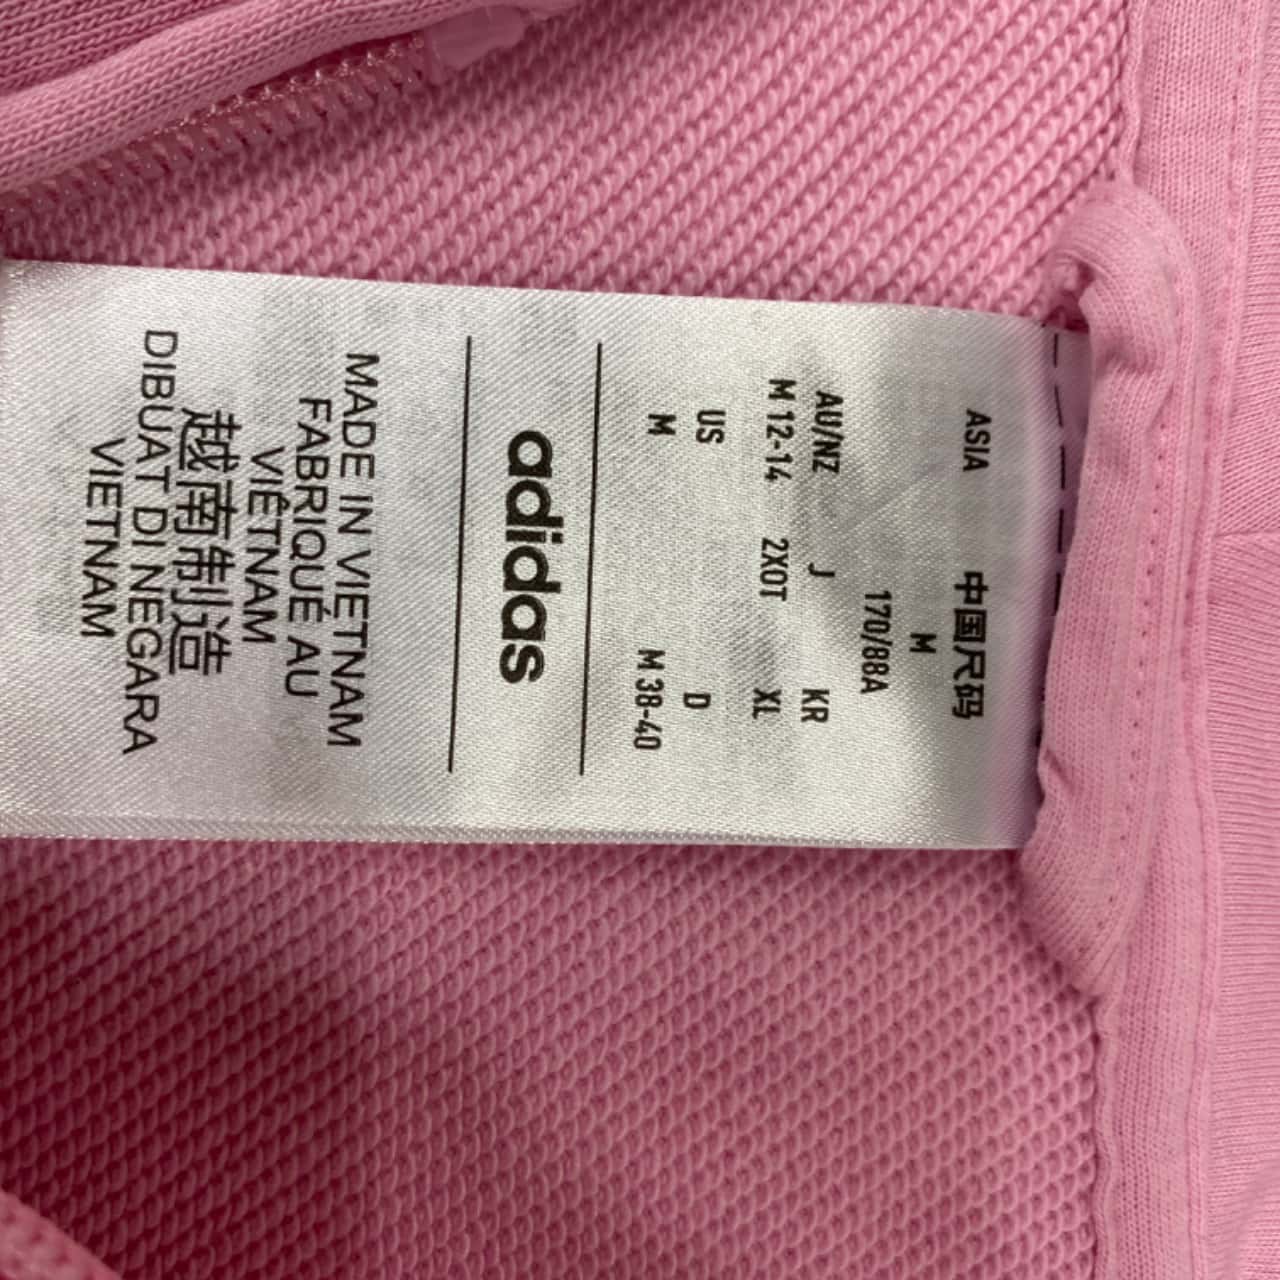 ASIA 中国尺码
M
170/88A
AU/NZ J KR
M 12-14 2XOT XL
US D
M M 38-40
adidas
MADE IN VIETNAM
FABRIQUÉ AU
VIÊTNAM
越南制造
DIBUAT DI NEGARA
VIETNAM